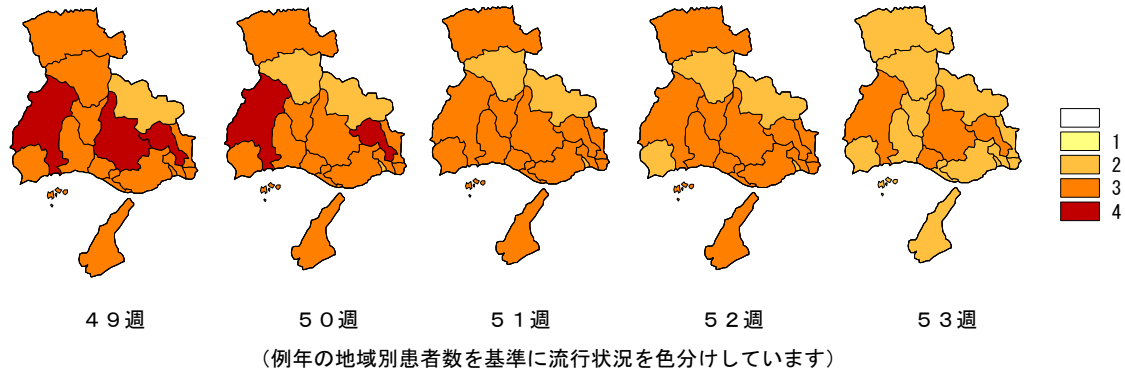 1
2
3
4
４９週
５０週
５１週
５２週
５３週
（例年の地域別患者数を基準に流行状況を色分けしています）